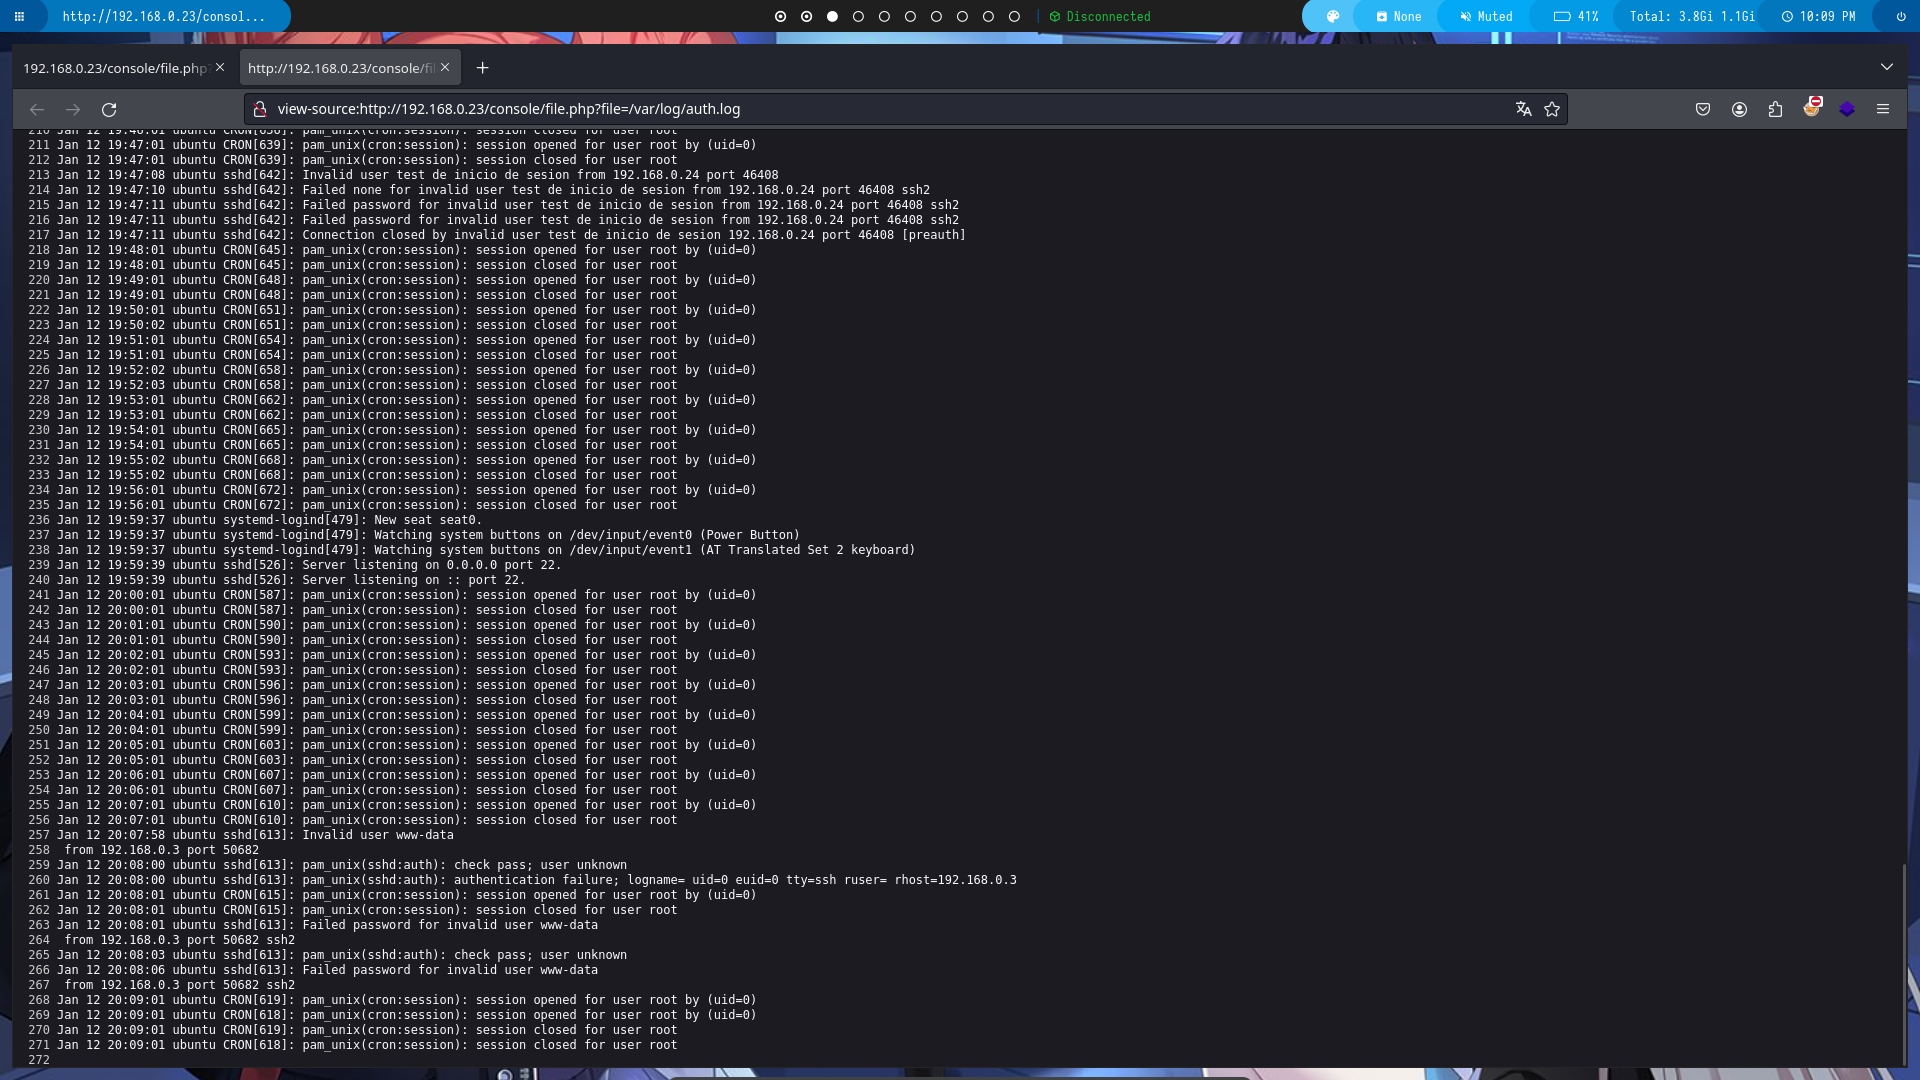 http://192.168.0.23/consol...
Disconnected
None
Muted
41%
Total: 3.8Gi 1.1Gi
10:09 PM
192.168.0.23/console/file.php
http://192.168.0.23/console/fi
view-source:http://192.168.0.23/console/file.php?file=/var/log/auth.log
210 Jan 12 19:46:01 ubuntu CRON[636]: pam_unix(cron:session): session closed for user root
211 Jan 12 19:47:01 ubuntu CRON[639]: pam_unix(cron:session): session opened for user root by (uid=0)
212 Jan 12 19:47:01 ubuntu CRON[639]: pam_unix(cron:session): session closed for user root
213 Jan 12 19:47:08 ubuntu sshd[642]: Invalid user test de inicio de sesion from 192.168.0.24 port 46408
214 Jan 12 19:47:10 ubuntu sshd[642]: Failed none for invalid user test de inicio de sesion from 192.168.0.24 port 46408 ssh2
215 Jan 12 19:47:11 ubuntu sshd[642]: Failed password for invalid user test de inicio de sesion from 192.168.0.24 port 46408 ssh2
216 Jan 12 19:47:11 ubuntu sshd[642]: Failed password for invalid user test de inicio de sesion from 192.168.0.24 port 46408 ssh2
217 Jan 12 19:47:11 ubuntu sshd[642]: Connection closed by invalid user test de inicio de sesion 192.168.0.24 port 46408 [preauth]
218 Jan 12 19:48:01 ubuntu CRON[645]: pam_unix(cron:session): session opened for user root by (uid=0)
219 Jan 12 19:48:01 ubuntu CRON[645]: pam_unix(cron:session): session closed for user root
220 Jan 12 19:49:01 ubuntu CRON[648]: pam_unix(cron:session): session opened for user root by (uid=0)
221 Jan 12 19:49:01 ubuntu CRON[648]: pam_unix(cron:session): session closed for user root
222 Jan 12 19:50:01 ubuntu CRON[651]: pam_unix(cron:session): session opened for user root by (uid=0)
223 Jan 12 19:50:02 ubuntu CRON[651]: pam_unix(cron:session): session closed for user root
224 Jan 12 19:51:01 ubuntu CRON[654]: pam_unix(cron:session): session opened for user root by (uid=0)
225 Jan 12 19:51:01 ubuntu CRON[654]: pam_unix(cron:session): session closed for user root
226 Jan 12 19:52:02 ubuntu CRON[658]: pam_unix(cron:session): session opened for user root by (uid=0)
227 Jan 12 19:52:03 ubuntu CRON[658]: pam_unix(cron:session): session closed for user root
228 Jan 12 19:53:01 ubuntu CRON[662]: pam_unix(cron:session): session opened for user root by (uid=0)
229 Jan 12 19:53:01 ubuntu CRON[662]: pam_unix(cron:session): session closed for user root
230 Jan 12 19:54:01 ubuntu CRON[665]: pam_unix(cron:session): session opened for user root by (uid=0)
231 Jan 12 19:54:01 ubuntu CRON[665]: pam_unix(cron:session): session closed for user root
232 Jan 12 19:55:02 ubuntu CRON[668]: pam_unix(cron:session): session opened for user root by (uid=0)
233 Jan 12 19:55:02 ubuntu CRON[668]: pam_unix(cron:session): session closed for user root
234 Jan 12 19:56:01 ubuntu CRON[672]: pam_unix(cron:session): session opened for user root by (uid=0)
235 Jan 12 19:56:01 ubuntu CRON[672]: pam_unix(cron:session): session closed for user root
236 Jan 12 19:59:37 ubuntu systemd-logind[479]: New seat seat0.
237 Jan 12 19:59:37 ubuntu systemd-logind[479]: Watching system buttons on /dev/input/event0 (Power Button)
238 Jan 12 19:59:37 ubuntu systemd-logind[479]: Watching system buttons on /dev/input/event1 (AT Translated Set 2 keyboard)
239 Jan 12 19:59:39 ubuntu sshd[526]: Server listening on 0.0.0.0 port 22.
240 Jan 12 19:59:39 ubuntu sshd[526]: Server listening on :: port 22.
241 Jan 12 20:00:01 ubuntu CRON[587]: pam_unix(cron:session): session opened for user root by (uid=0)
242 Jan 12 20:00:01 ubuntu CRON[587]: pam_unix(cron:session): session closed for user root
243 Jan 12 20:01:01 ubuntu CRON[590]: pam_unix(cron:session): session opened for user root by (uid=0)
244 Jan 12 20:01:01 ubuntu CRON[590]: pam_unix(cron:session): session closed for user root
245 Jan 12 20:02:01 ubuntu CRON[593]: pam_unix(cron:session): session opened for user root by (uid=0)
246 Jan 12 20:02:01 ubuntu CRON[593]: pam_unix(cron:session): session closed for user root
247 Jan 12 20:03:01 ubuntu CRON[596]: pam_unix(cron:session): session opened for user root by (uid=0)
248 Jan 12 20:03:01 ubuntu CRON[596]: pam_unix(cron:session): session closed for user root
249 Jan 12 20:04:01 ubuntu CRON[599]: pam_unix(cron:session): session opened for user root by (uid=0)
250 Jan 12 20:04:01 ubuntu CRON[599]: pam_unix(cron:session): session closed for user root
251 Jan 12 20:05:01 ubuntu CRON[603]: pam_unix(cron:session): session opened for user root by (uid=0)
252 Jan 12 20:05:01 ubuntu CRON[603]: pam_unix(cron:session): session closed for user root
253 Jan 12 20:06:01 ubuntu CRON[607]: pam_unix(cron:session): session opened for user root by (uid=0)
254 Jan 12 20:06:01 ubuntu CRON[607]: pam_unix(cron:session): session closed for user root
255 Jan 12 20:07:01 ubuntu CRON[610]: pam_unix(cron:session): session opened for user root by (uid=0)
256 Jan 12 20:07:01 ubuntu CRON[610]: pam_unix(cron:session): session closed for user root
257 Jan 12 20:07:58 ubuntu sshd[613]: Invalid user www-data
258  from 192.168.0.3 port 50682
259 Jan 12 20:08:00 ubuntu sshd[613]: pam_unix(sshd:auth): check pass; user unknown
260 Jan 12 20:08:00 ubuntu sshd[613]: pam_unix(sshd:auth): authentication failure; logname= uid=0 euid=0 tty=ssh ruser= rhost=192.168.0.3
261 Jan 12 20:08:01 ubuntu CRON[615]: pam_unix(cron:session): session opened for user root by (uid=0)
262 Jan 12 20:08:01 ubuntu CRON[615]: pam_unix(cron:session): session closed for user root
263 Jan 12 20:08:01 ubuntu sshd[613]: Failed password for invalid user www-data
264  from 192.168.0.3 port 50682 ssh2
265 Jan 12 20:08:03 ubuntu sshd[613]: pam_unix(sshd:auth): check pass; user unknown
266 Jan 12 20:08:06 ubuntu sshd[613]: Failed password for invalid user www-data
267  from 192.168.0.3 port 50682 ssh2
268 Jan 12 20:09:01 ubuntu CRON[619]: pam_unix(cron:session): session opened for user root by (uid=0)
269 Jan 12 20:09:01 ubuntu CRON[618]: pam_unix(cron:session): session opened for user root by (uid=0)
270 Jan 12 20:09:01 ubuntu CRON[619]: pam_unix(cron:session): session closed for user root
271 Jan 12 20:09:01 ubuntu CRON[618]: pam_unix(cron:session): session closed for user root
272